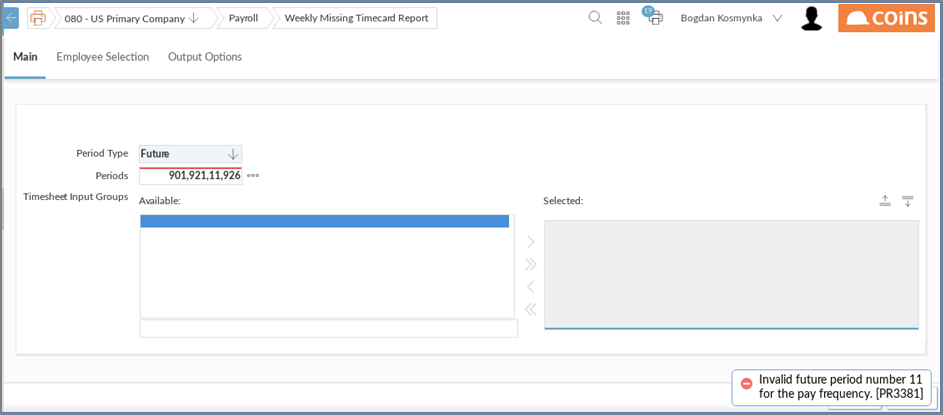 080 - US Primary Company
Payroll
Weekly Missing Timecard Report
19
Bogdan Kosmynka
COINS
Main
Employee Selection
Output Options
Period Type
Future
Periods
901,921,11,926
Timesheet Input Groups
Available:
Selected:
Invalid future period number 11
for the pay frequency. [PR3381]